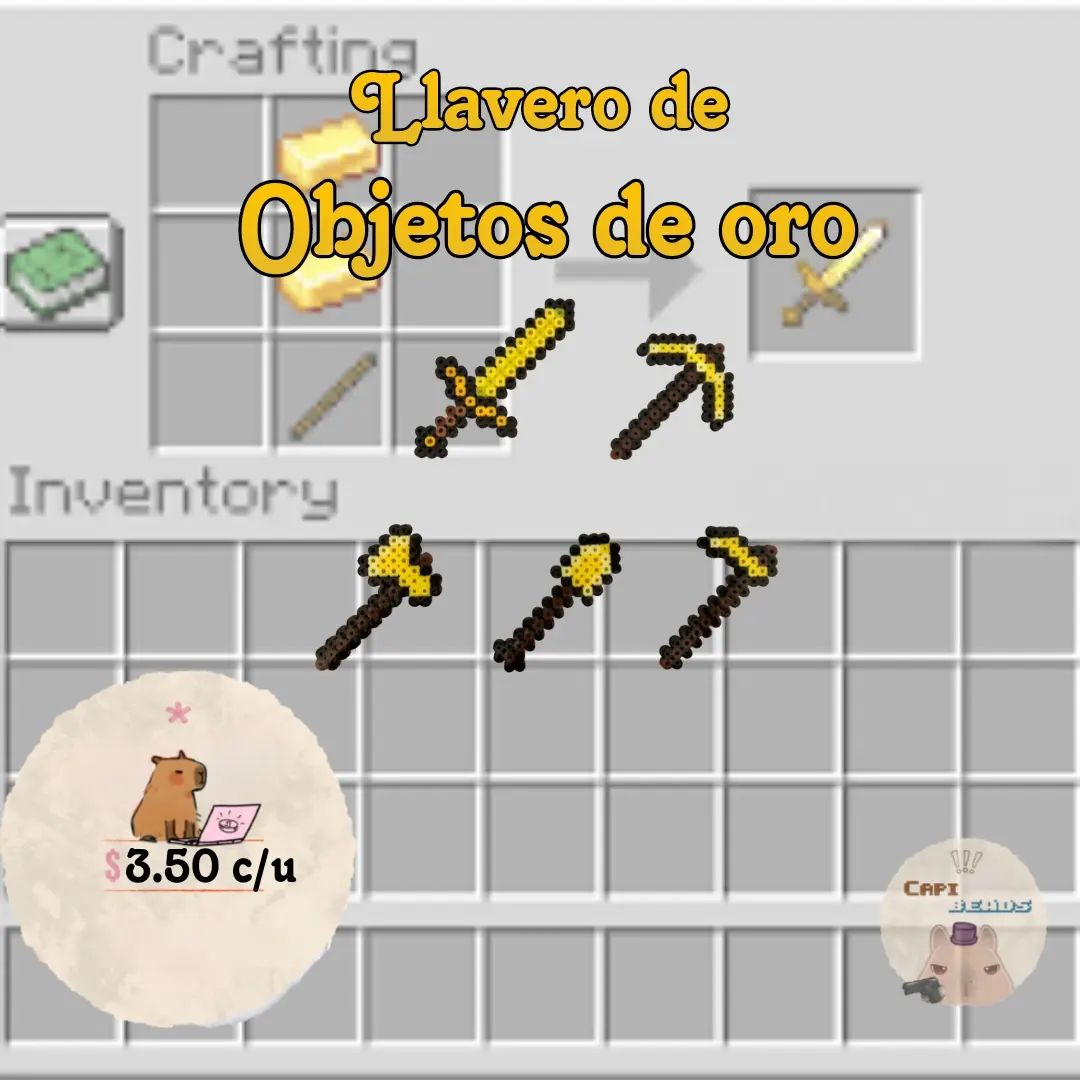 Crafting
Llavero de
Objetos de oro
Inventory
*
$3.50 c/u
!!!
CAPI
BEADS